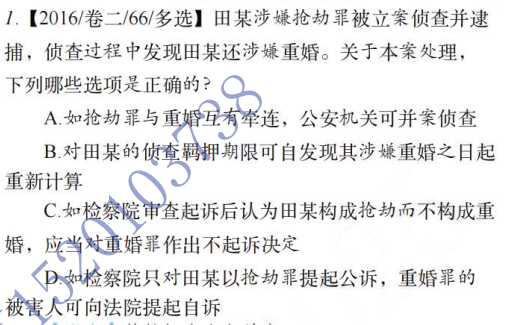 1.【2016/卷二/66/多选】田某涉嫌抢劫罪被立案侦查并逮
捕，侦查过程中发现田某还涉嫌重婚。关于本案处理，
下列哪些选项是正确的？
A.如抢劫罪与重婚互有牵连，公安机关可并案侦查
B.对田某的侦查羁押期限可自发现其涉嫌重婚之日起
重新计算
C.如检察院审查起诉后认为田某构成抢劫而不构成重
婚，应当对重婚罪作出不起诉决定
D.如检察院只对田某以抢劫罪提起公诉，重婚罪的
被害人可向法院提起自诉
15201103738